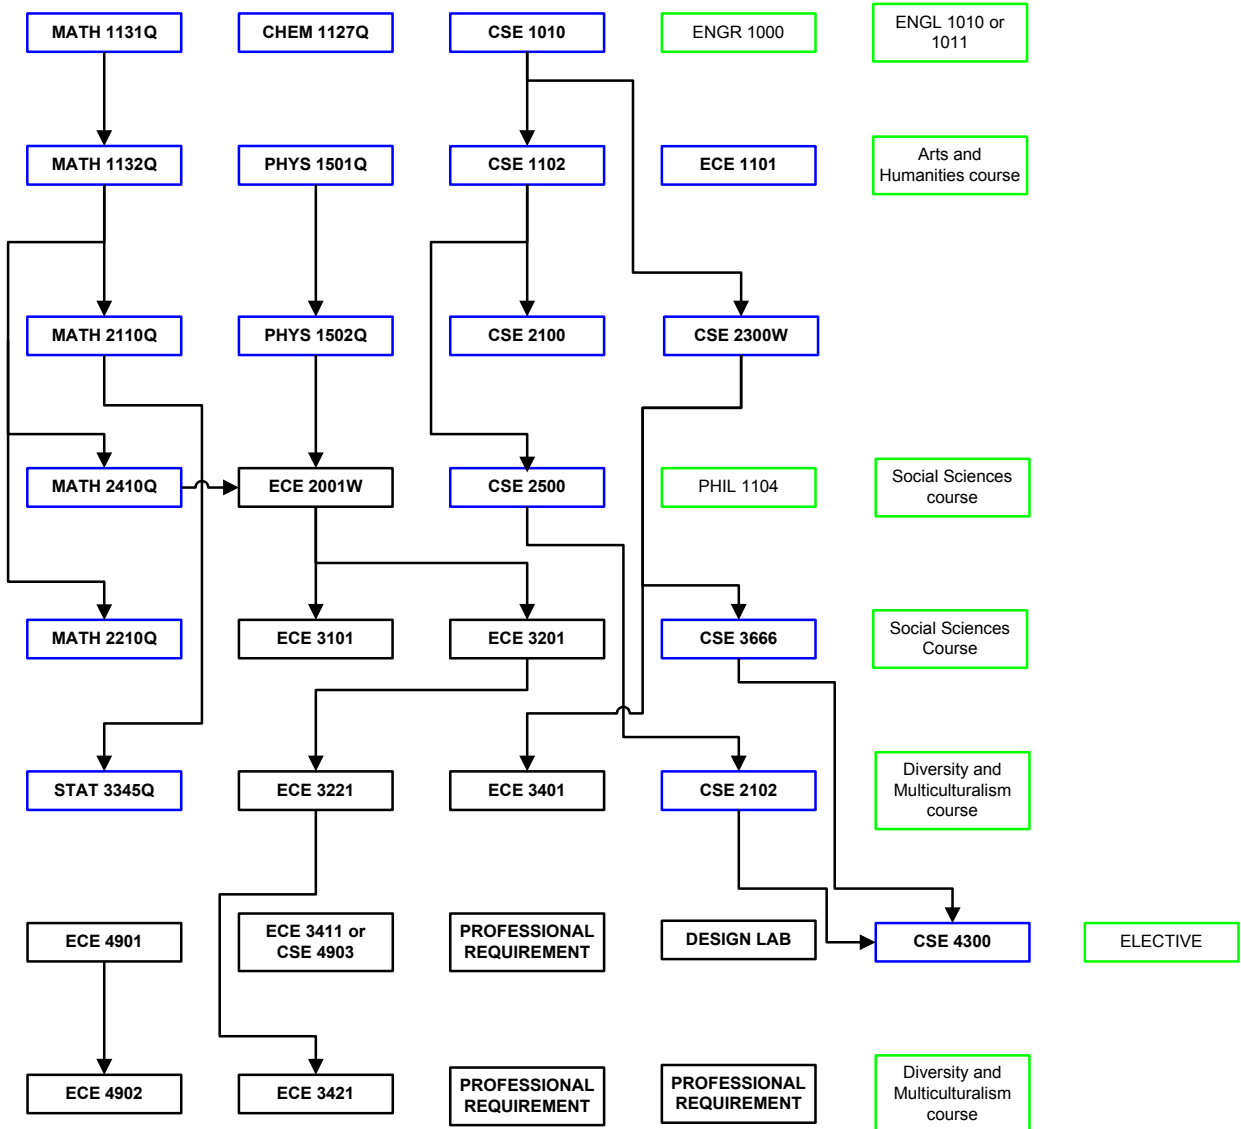 MATH 1131Q
CHEM 1127Q
CSE 1010
ENGR 1000
ENGL 1010 or
1011
MATH 1132Q
PHYS 1501Q
CSE 1102
ECE 1101
Arts and
Humanities course
MATH 2110Q
PHYS 1502Q
CSE 2100
CSE 2300W
MATH 2410Q
ECE 2001W
CSE 2500
PHIL 1104
Social Sciences
course
MATH 2210Q
ECE 3101
ECE 3201
CSE 3666
Social Sciences
Course
STAT 3345Q
ECE 3221
ECE 3401
CSE 2102
Diversity and
Multiculturalism
course
ECE 4901
ECE 3411 or
CSE 4903
PROFESSIONAL
REQUIREMENT
DESIGN LAB
CSE 4300
ELECTIVE
ECE 4902
ECE 3421
PROFESSIONAL
REQUIREMENT
PROFESSIONAL
REQUIREMENT
Diversity and
Multiculturalism
course